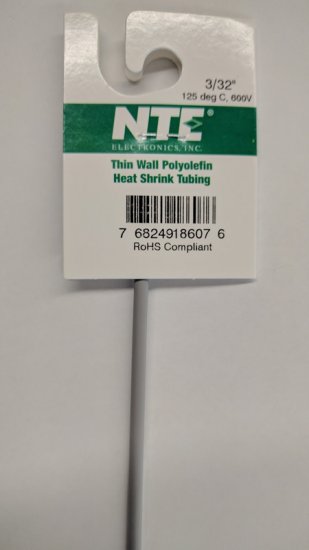 3/32"
125 deg C, 600V
NTE®
ELECTRONICS, INC.
Thin Wall Polyolefin
Heat Shrink Tubing
7 6824918607 6
RoHS Compliant